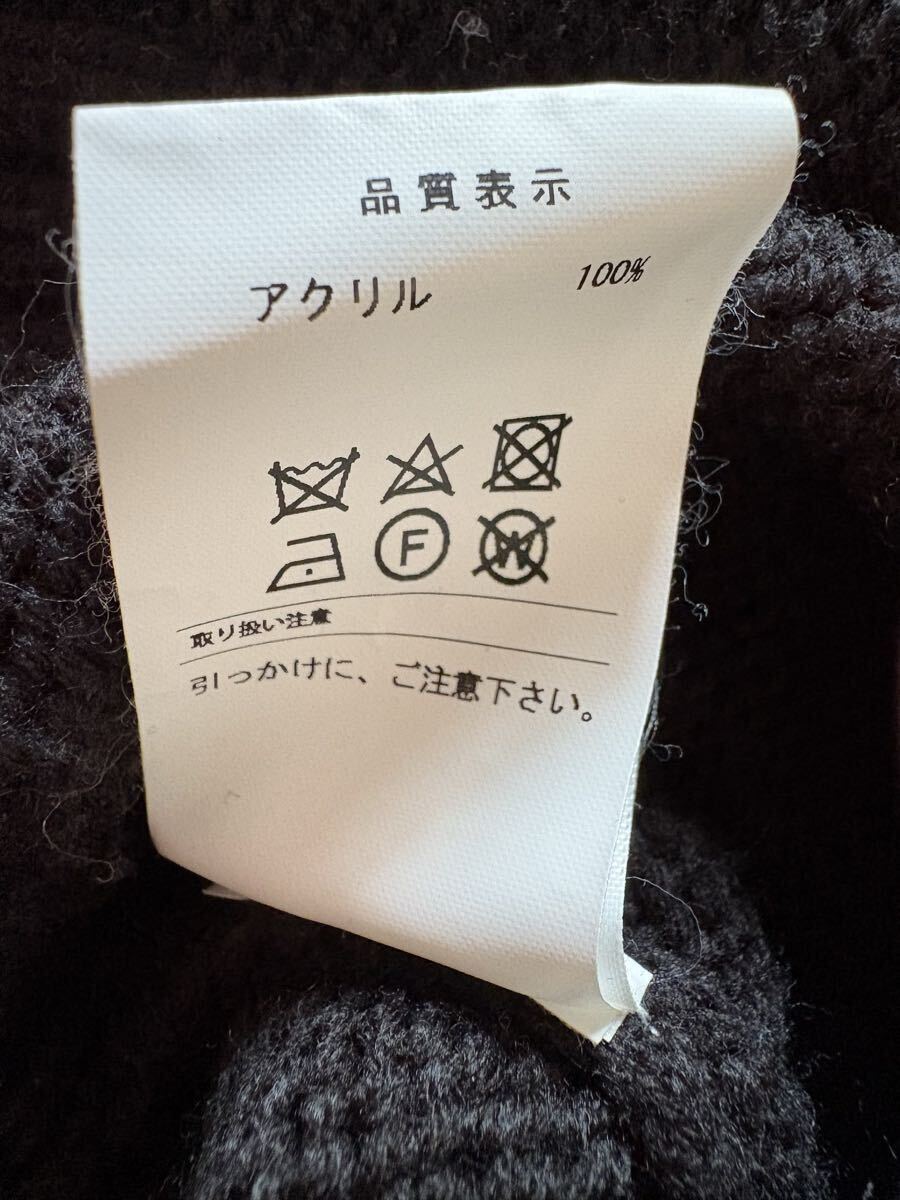 品質表示
アクリル 100%
F W
取り扱い注意
引っかけに、ご注意下さい。